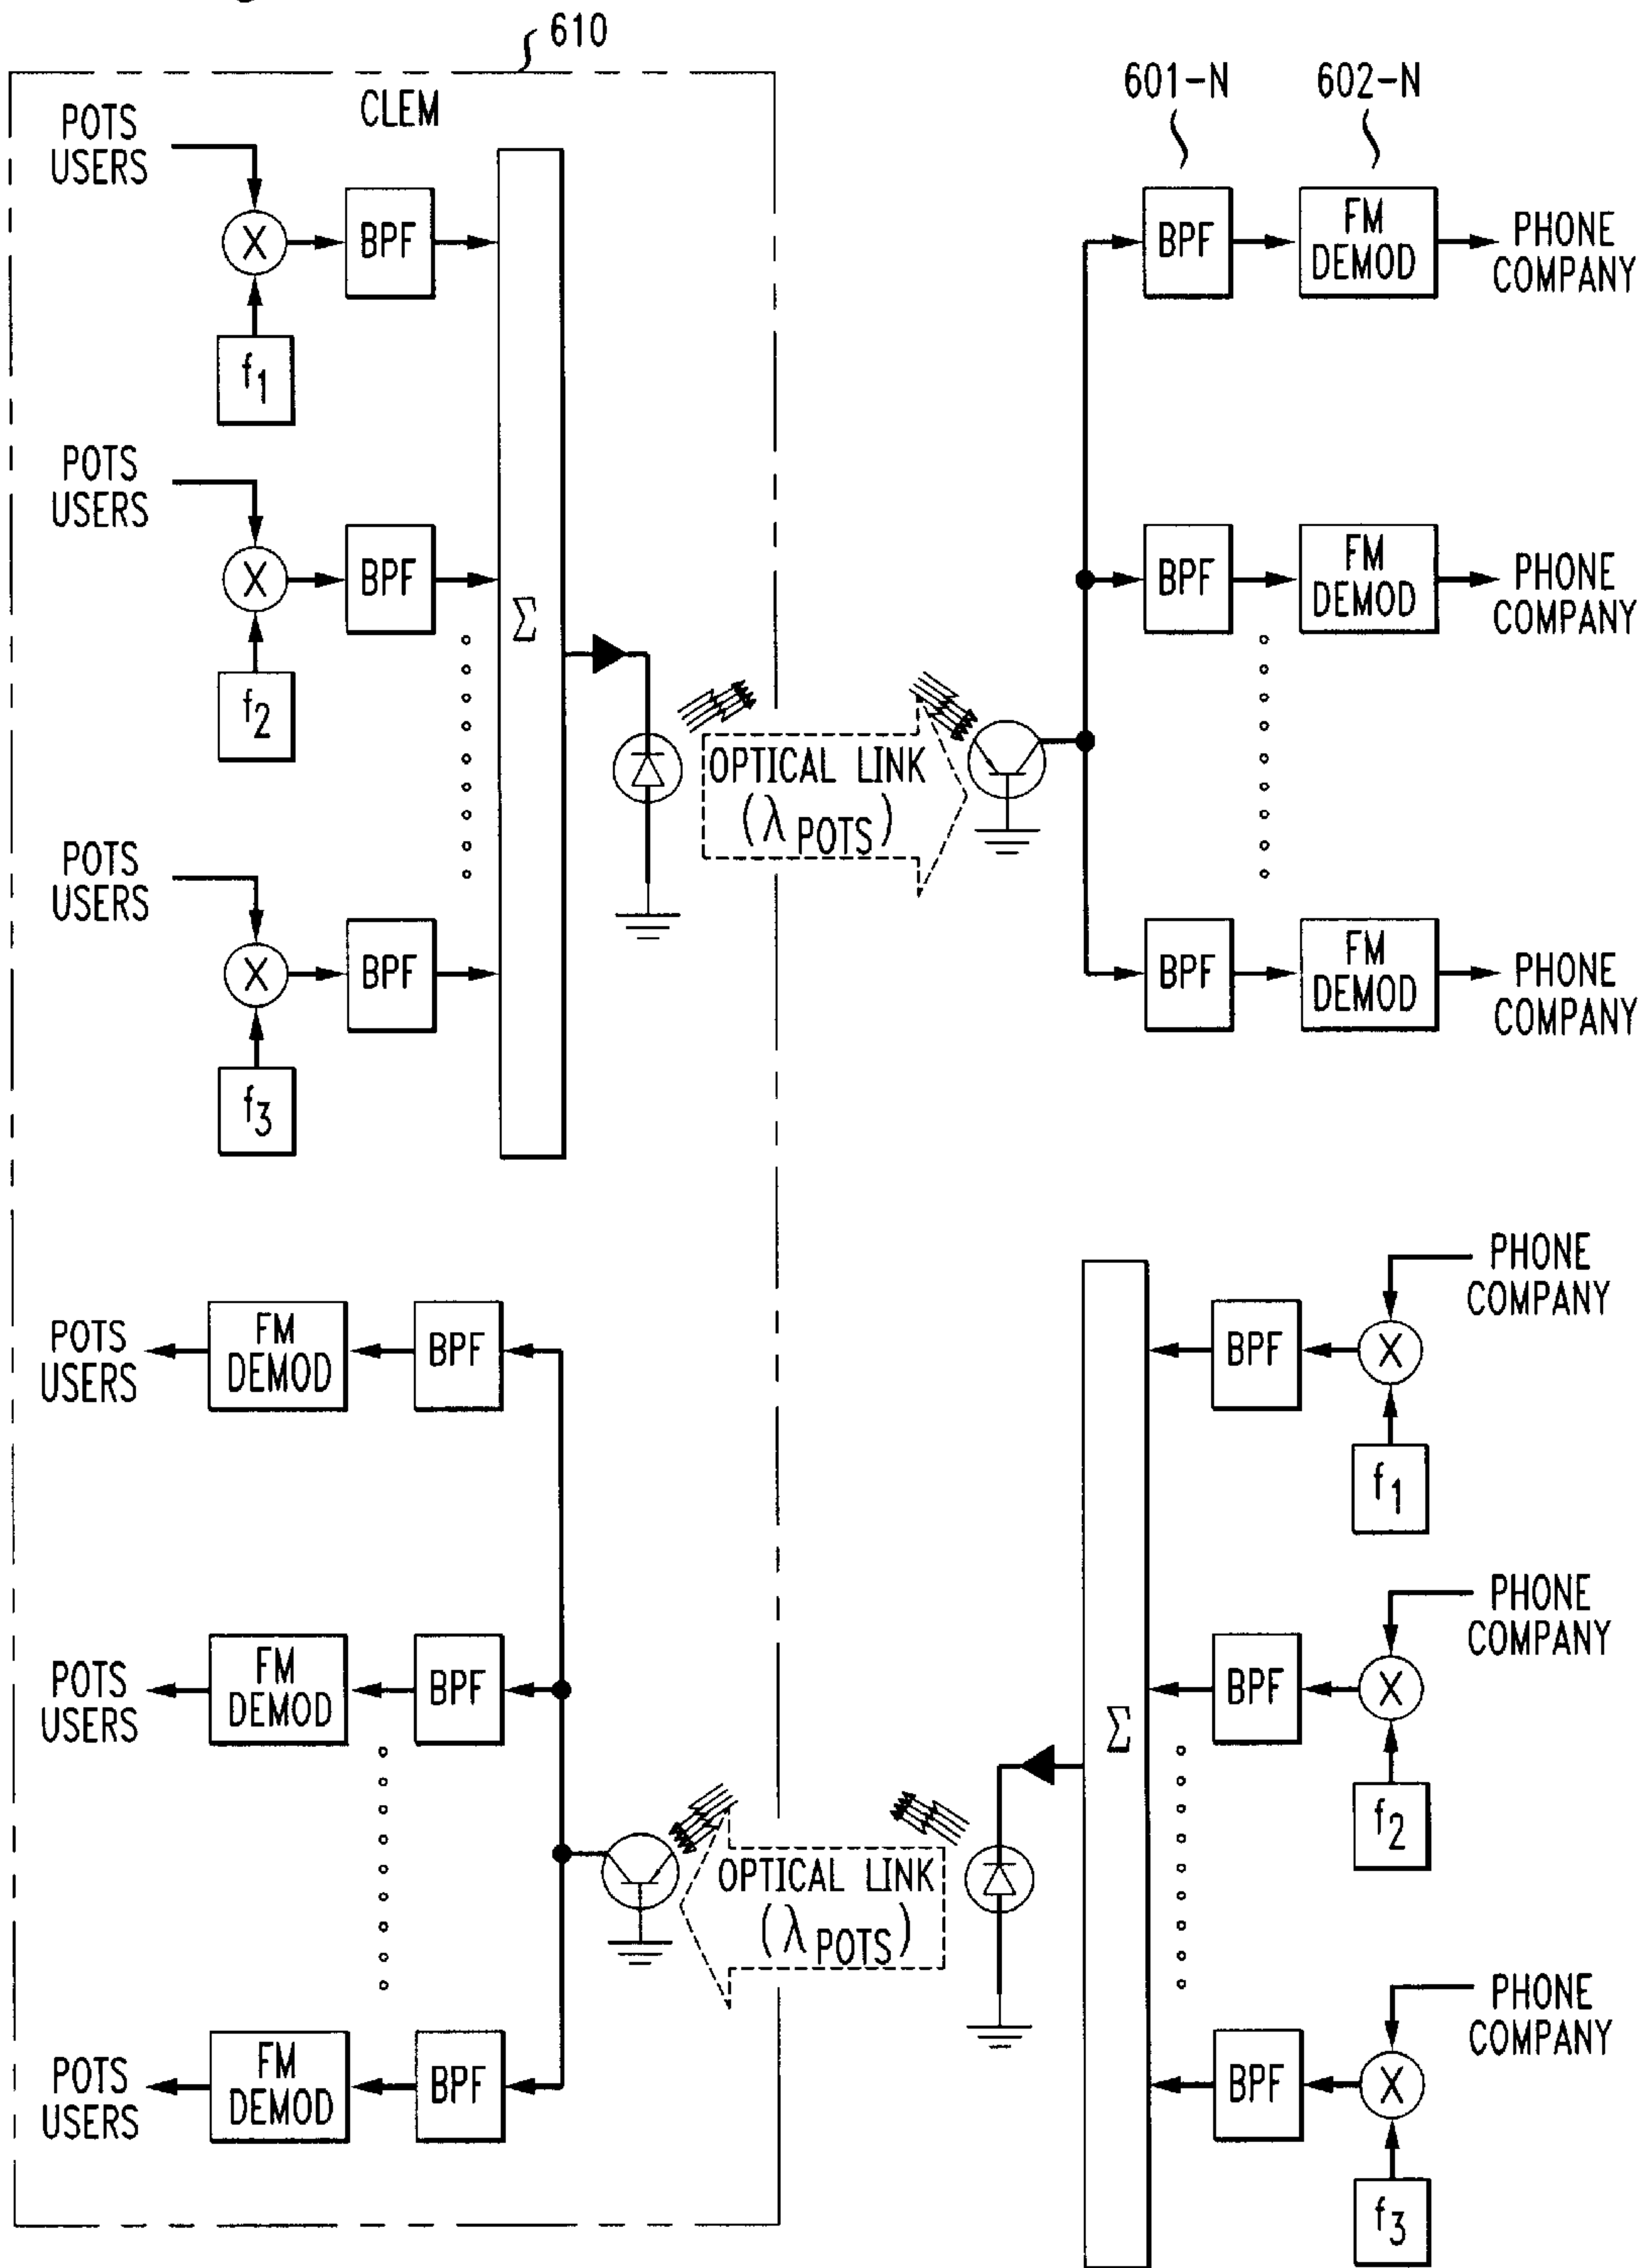 610
CLEM
601-N
602-N
POTS
USERS
X
BPF
f1
BPF
FM
DEMOD
PHONE
COMPANY
POTS
USERS
X
BPF
f2
Σ
BPF
FM
DEMOD
PHONE
COMPANY
OPTICAL LINK
(λPOTS)
POTS
USERS
X
BPF
f3
BPF
FM
DEMOD
PHONE
COMPANY
POTS
USERS
FM
DEMOD
BPF
BPF
X
PHONE
COMPANY
f1
POTS
USERS
FM
DEMOD
BPF
Σ
BPF
X
PHONE
COMPANY
f2
OPTICAL LINK
(λPOTS)
POTS
USERS
FM
DEMOD
BPF
BPF
X
PHONE
COMPANY
f3